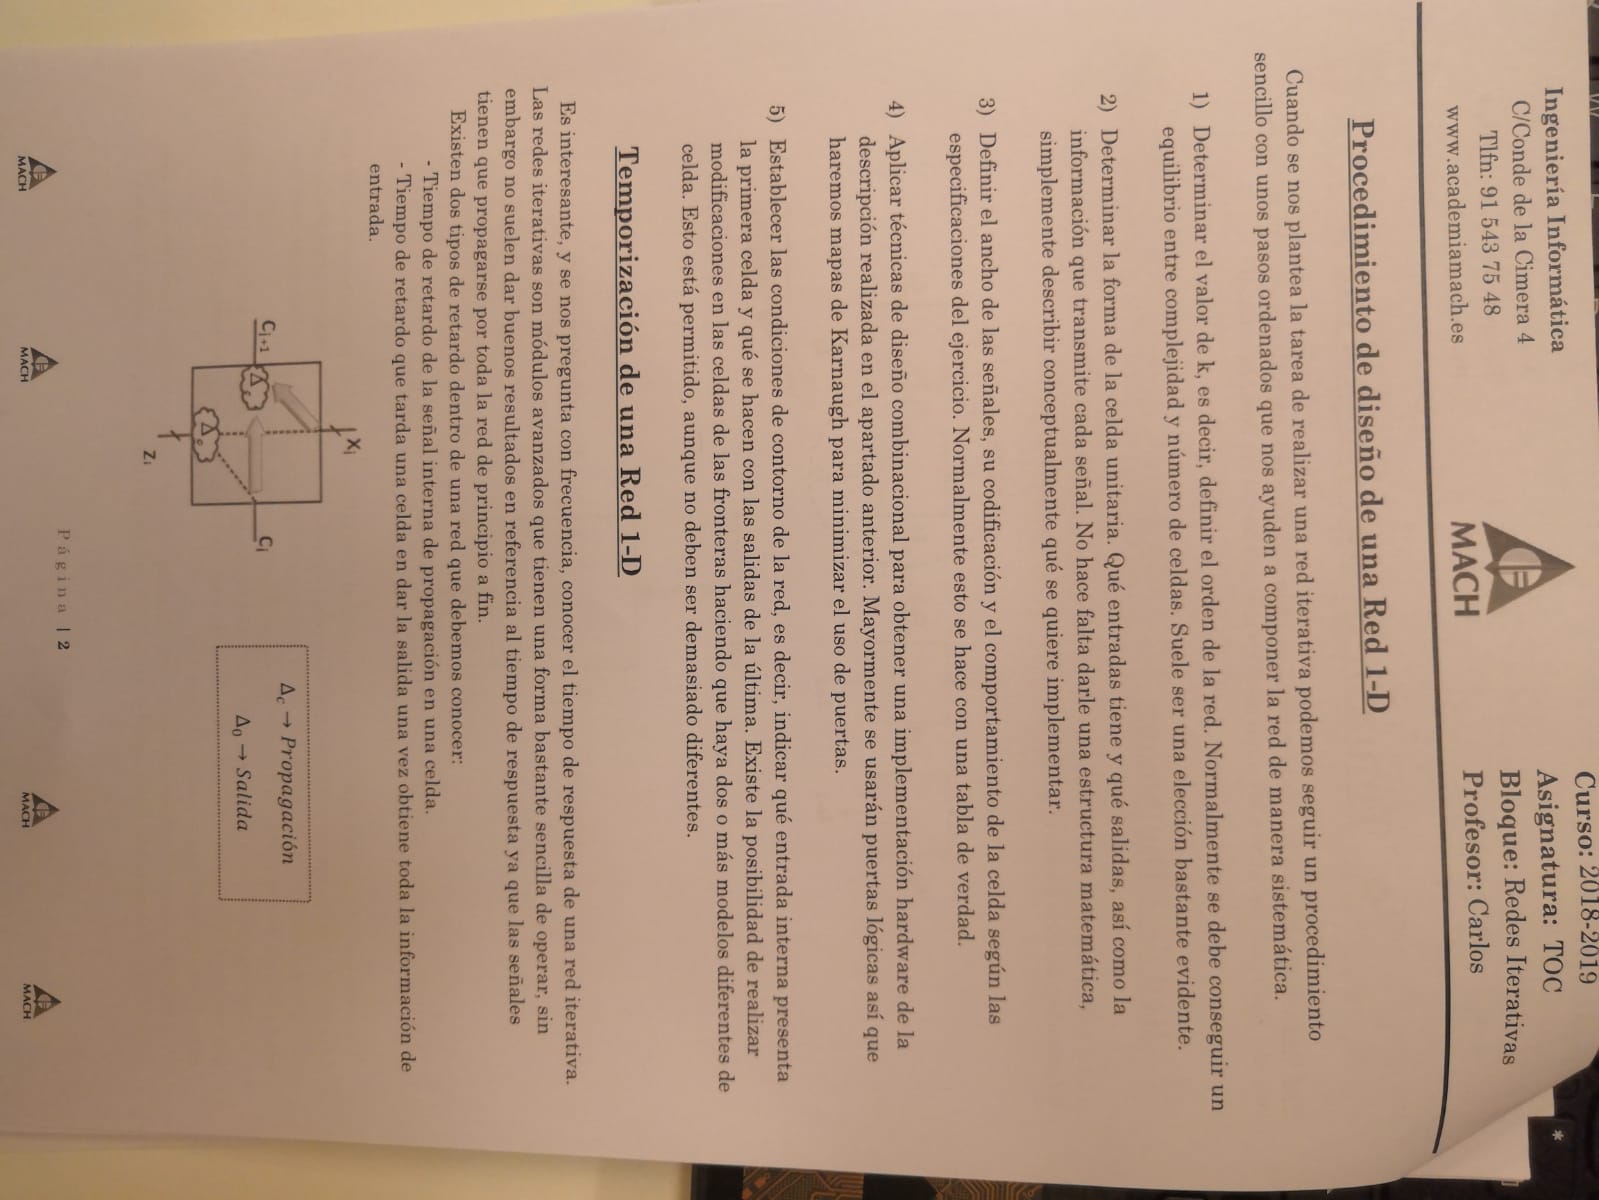 Ingeniería Informática
C/Conde de la Cimera 4
Tlfn: 91 543 75 48
www.academiamach.es
MACH
Curso: 2018-2019
Asignatura: TOC
Bloque: Redes Iterativas
Profesor: Carlos
Procedimiento de diseño de una Red 1-D
Cuando se nos plantea la tarea de realizar una red iterativa podemos seguir un procedimiento
sencillo con unos pasos ordenados que nos ayuden a componer la red de manera sistemática.
1) Determinar el valor de k, es decir, definir el orden de la red. Normalmente se debe conseguir un
equilibrio entre complejidad y número de celdas. Suele ser una elección bastante evidente.
2) Determinar la forma de la celda unitaria. Qué entradas tiene y qué salidas, así como la
información que transmite cada señal. No hace falta darle una estructura matemática,
simplemente describir conceptualmente qué se quiere implementar.
3) Definir el ancho de las señales, su codificación y el comportamiento de la celda según las
especificaciones del ejercicio. Normalmente esto se hace con una tabla de verdad.
4) Aplicar técnicas de diseño combinacional para obtener una implementación hardware de la
descripción realizada en el apartado anterior. Mayormente se usarán puertas lógicas así que
haremos mapas de Karnaugh para minimizar el uso de puertas.
5) Establecer las condiciones de contorno de la red, es decir, indicar qué entrada interna presenta
la primera celda y qué se hacen con las salidas de la última. Existe la posibilidad de realizar
modificaciones en las celdas de las fronteras haciendo que haya dos o más modelos diferentes de
celda. Esto está permitido, aunque no deben ser demasiado diferentes.
Temporización de una Red 1-D
Es interesante, y se nos pregunta con frecuencia, conocer el tiempo de respuesta de una red iterativa.
Las redes iterativas son módulos avanzados que tienen una forma bastante sencilla de operar, sin
embargo no suelen dar buenos resultados en referencia al tiempo de respuesta ya que las señales
tienen que propagarse por toda la red de principio a fin.
Existen dos tipos de retardo dentro de una red que debemos conocer:
- Tiempo de retardo de la señal interna de propagación en una celda.
- Tiempo de retardo que tarda una celda en dar la salida una vez obtiene toda la información de
entrada.
Xi
Ci+1
Δc
Ci
Δo
Zi
Δc → Propagación
Δ0 → Salida
Página | 2
MACH
MACH
MACH
MACH